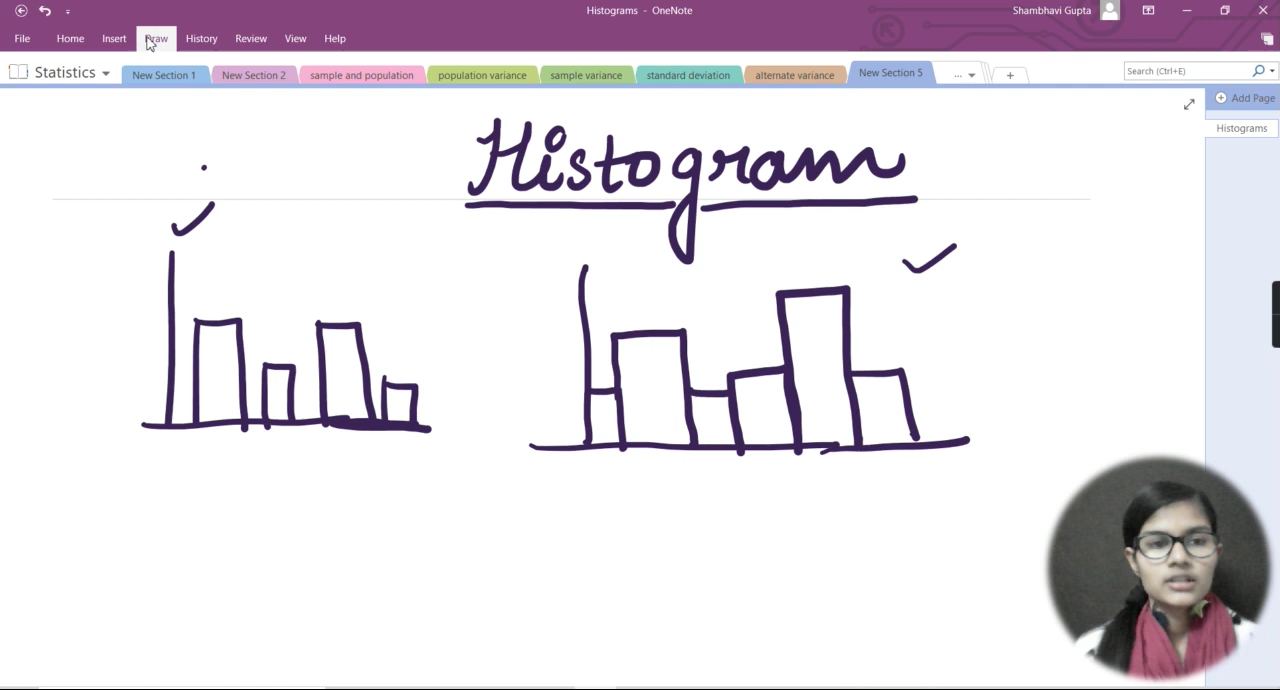 Histograms - OneNote
Shambhavi Gupta
File Home Insert Draw History Review View Help
Statistics
New Section 1
New Section 2
sample and population
population variance
sample variance
standard deviation
alternate variance
New Section 5
...
+
Search (Ctrl+E)
Add Page
Histograms
Histogram